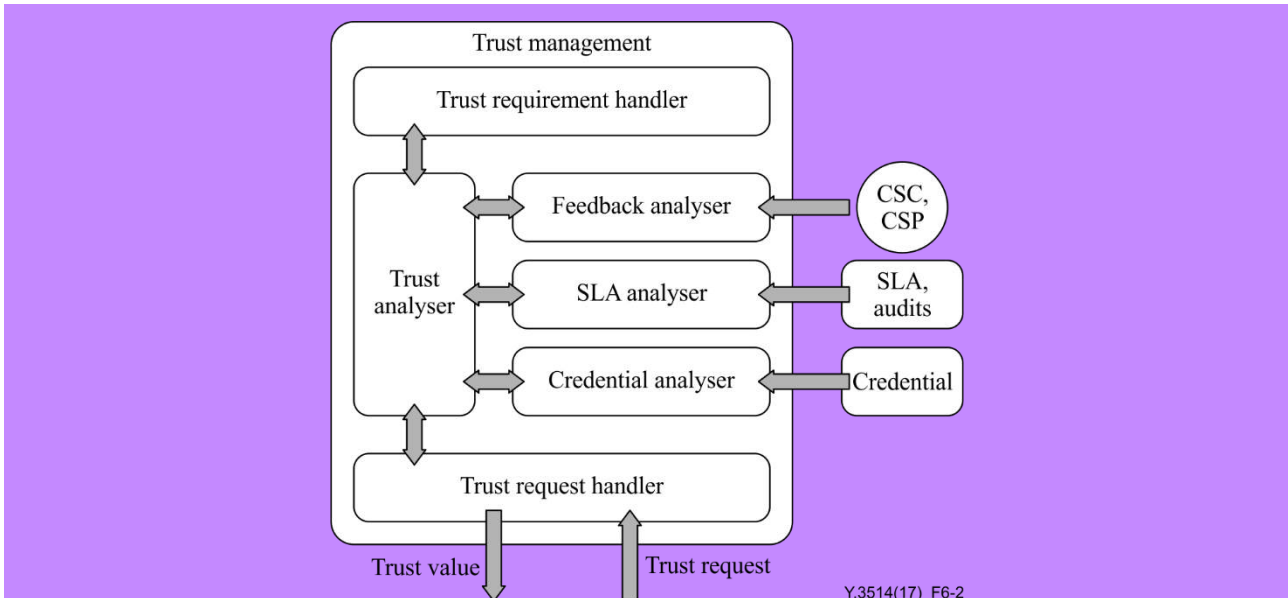 Trust management
Trust requirement handler
Feedback analyser
CSC,
CSP
Trust
analyser
SLA analyser
SLA,
audits
Credential analyser
Credential
Trust request handler
Trust value
Trust request
Y.3514(17)_F6-2